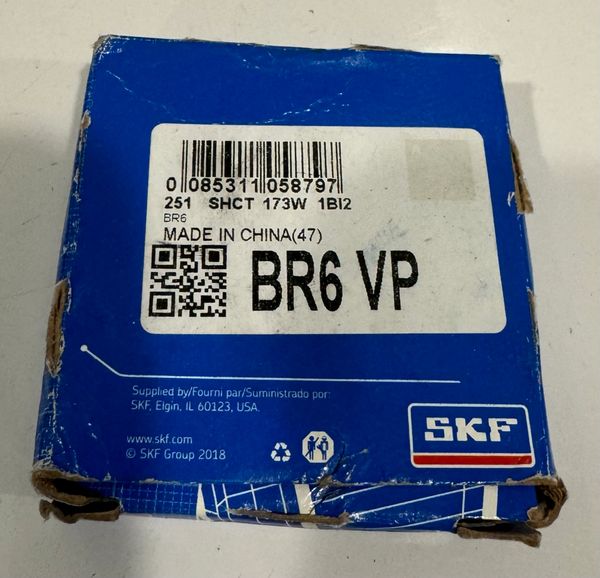 0 085311 058797
251 SHCT 173W 1BI2
BR6
MADE IN CHINA(47)
BR6 VP
Supplied by/Fourni par/Suministrado por:
SKF, Elgin, IL 60123, USA.
www.skf.com
© SKF Group 2018
SKF